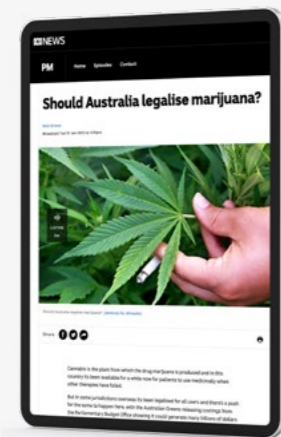 NEWS
PM Home Episodes Contact
Should Australia legalise marijuana?
LISTEN
Share
Cannabis is the plant from which the drug marijuana is produced and in this
country its been available for a while now for patients to use medicinally when
other therapies have failed.
But in some jurisdictions overseas its been legalised for all users and there's a push
for the same to happen here, with the Australian Greens releasing costings from
the Parliamentary Budget Office showing it could generate many billions of dollars